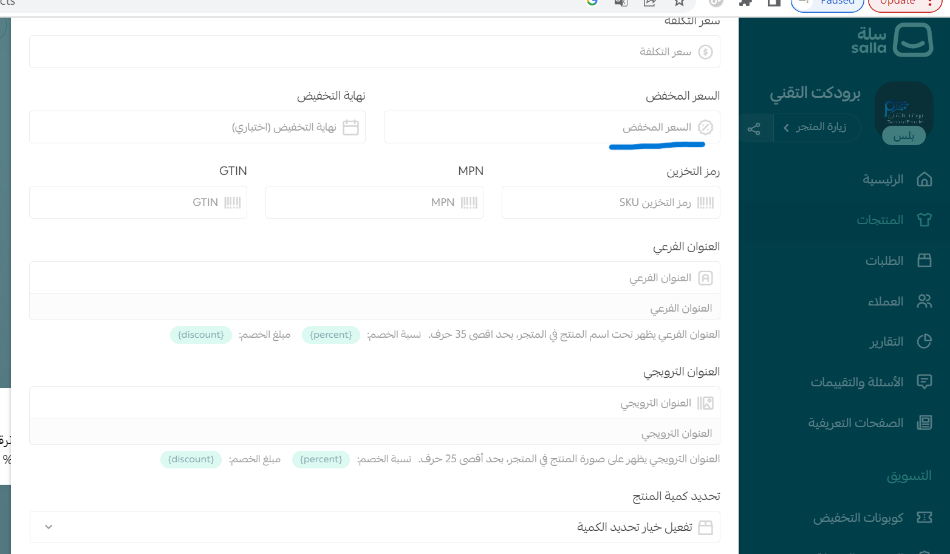 cts
Paused
Update
سعر التكلفة
سعر التكلفة
السعر المخفض
نهاية التخفيض
السعر المخفض
نهاية التخفيض (اختياري)
رمز التخزين
MPN
GTIN
رمز التخزين SKU
MPN
GTIN
العنوان الفرعي
العنوان الفرعي
العنوان الفرعي
العنوان الفرعي يظهر تحت اسم المنتج في المتجر، بحد اقصى 35 حرف. نسبة الخصم: {percent} مبلغ الخصم: {discount}
العنوان الترويجي
العنوان الترويجي
العنوان الترويجي
العنوان الترويجي يظهر على صورة المنتج في المتجر، بحد أقصى 25 حرف. نسبة الخصم: {percent} مبلغ الخصم: {discount}
تحديد كمية المنتج
تفعيل خيار تحديد الكمية
سلة
salla
برودكت التقني
زيارة المتجر
بلس
الرئيسية
المنتجات
الطلبات
العملاء
التقارير
الأسئلة والتقييمات
الصفحات التعريفية
التسويق
كوبونات التخفيض
%